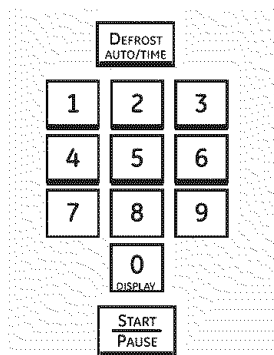 DEFROST
AUTO/TIME
1 2 3
4 5 6
7 8 9
0
DISPLAY
START
PAUSE